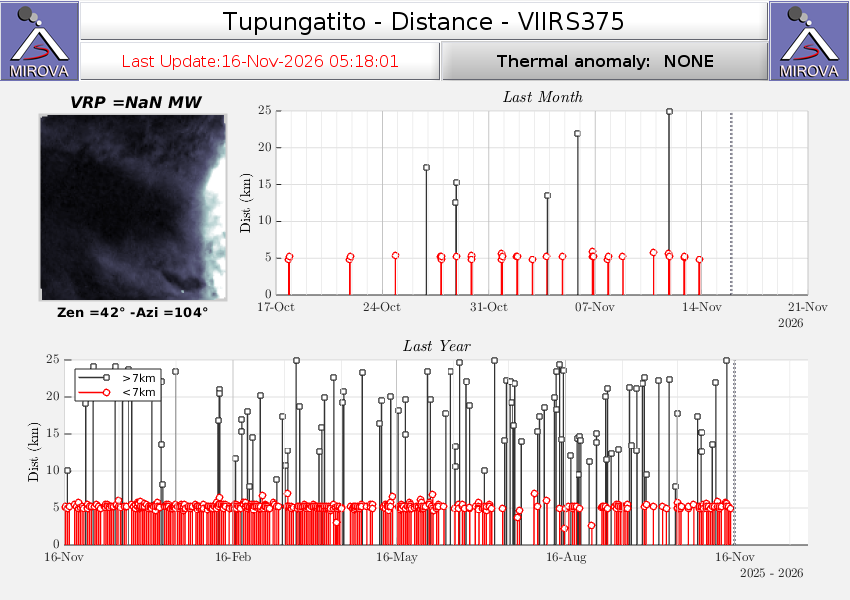 Tupungatito - Distance - VIIRS375
Last Update:16-Nov-2026 05:18:01
Thermal anomaly: NONE
MIROVA
MIROVA
VRP =NaN MW
Zen =42° -Azi =104°
Last Month
Dist (km)
25
20
15
10
5
0
17-Oct
24-Oct
31-Oct
07-Nov
14-Nov
21-Nov
2026
Last Year
Dist (km)
25
20
15
10
5
0
>7km
<7km
16-Nov
16-Feb
16-May
16-Aug
16-Nov
2025 - 2026